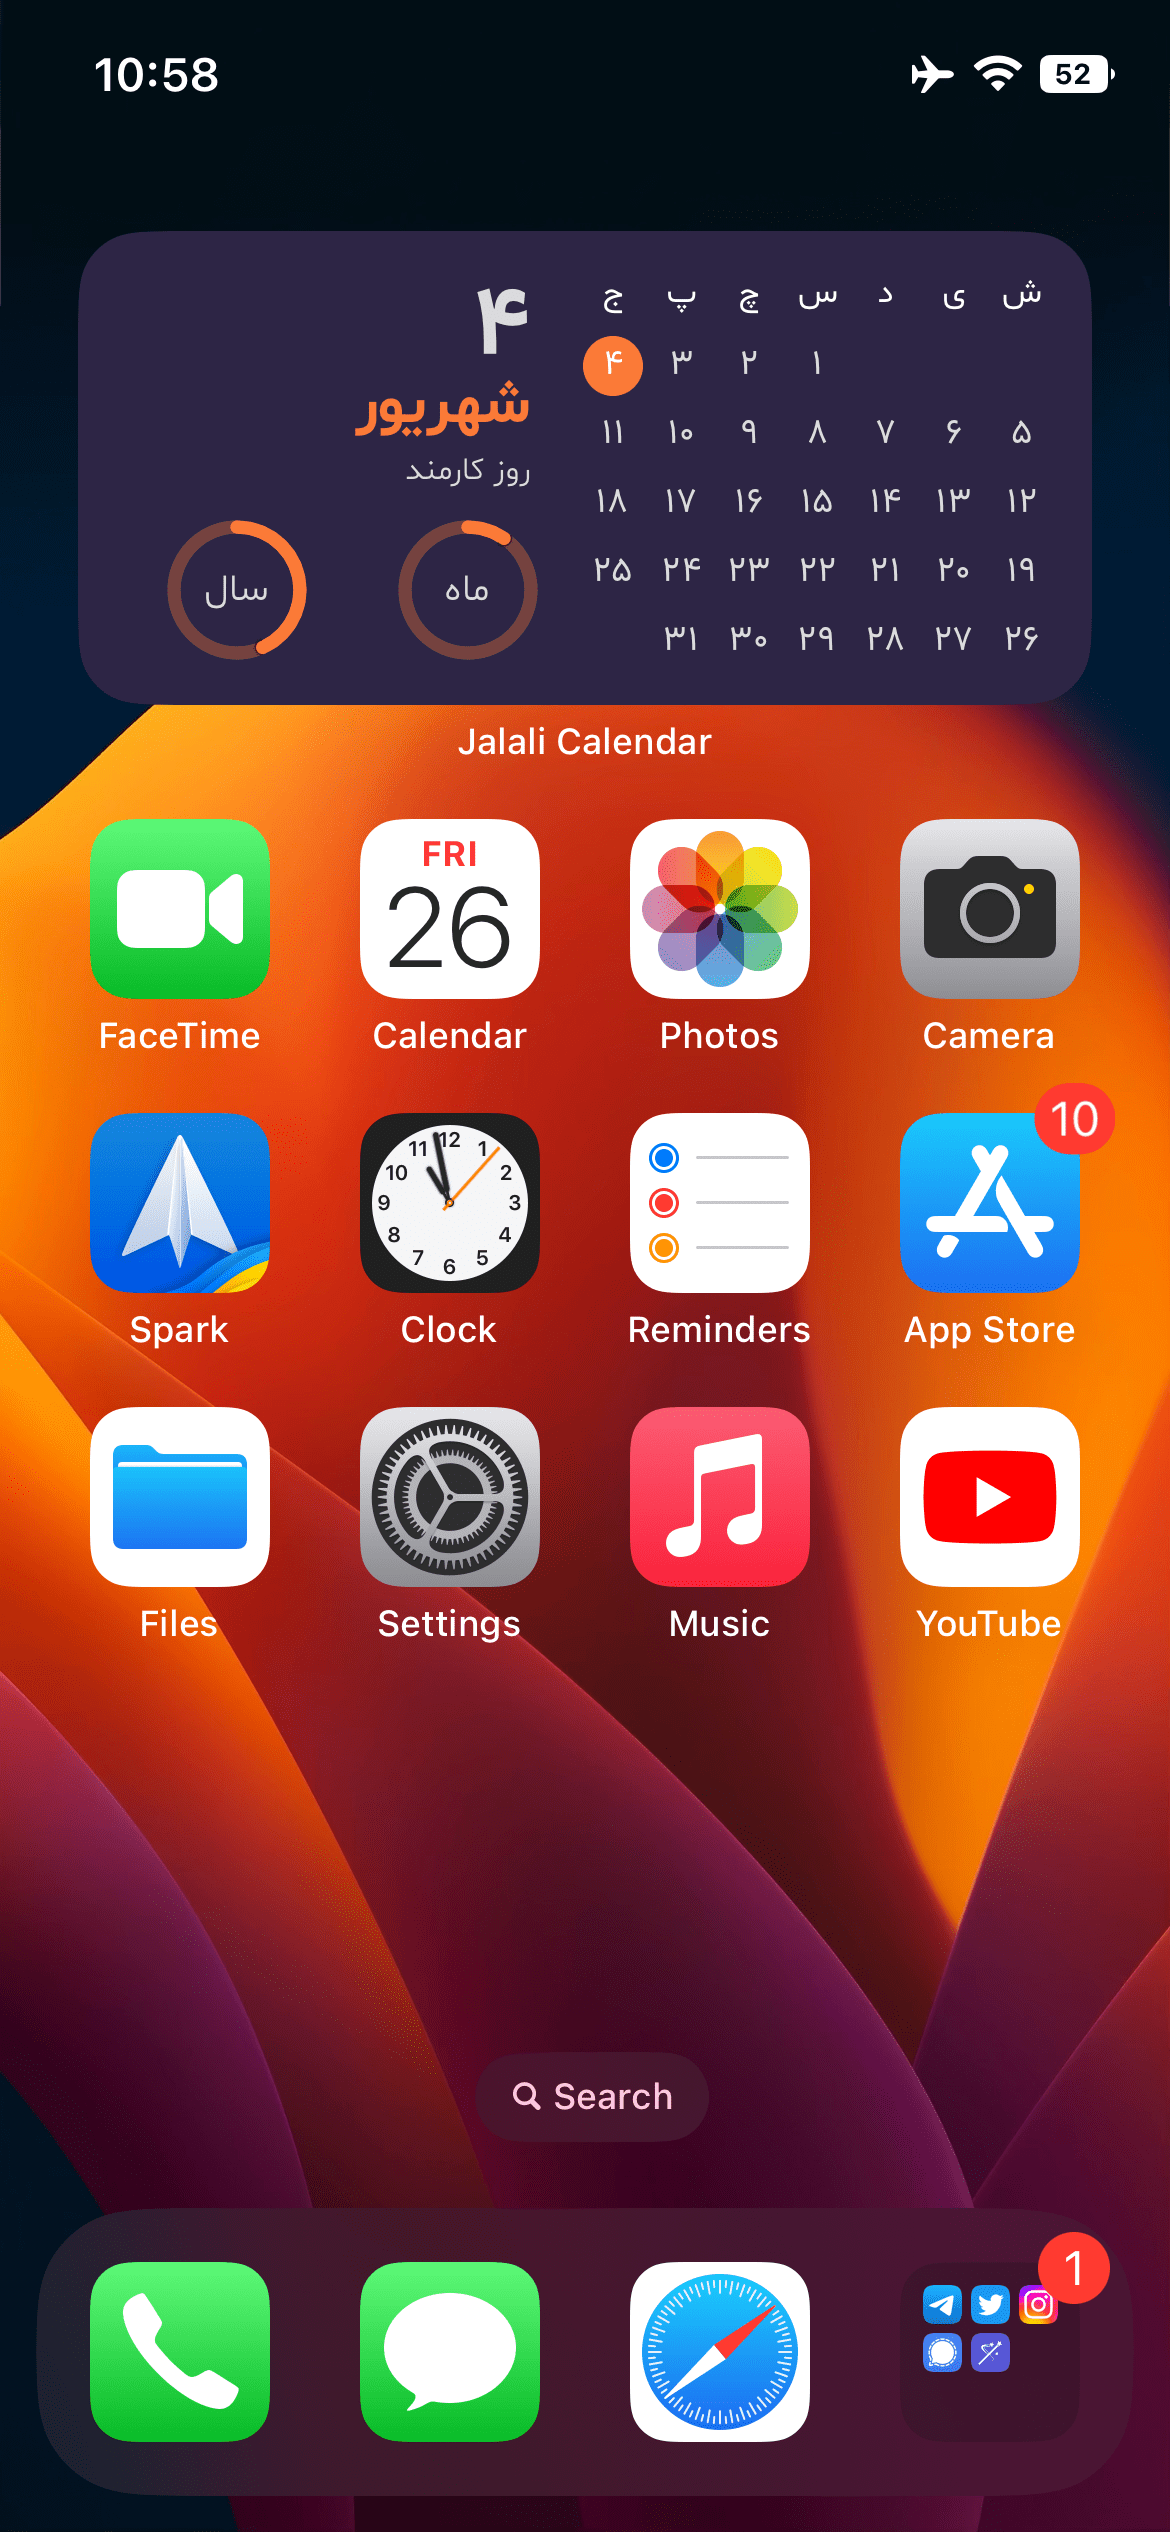 10:58
52
ش ی د س چ پ ج
۱ ۲ ۳ ۴
۵ ۶ ۷ ۸ ۹ ۱۰ ۱۱
۱۲ ۱۳ ۱۴ ۱۵ ۱۶ ۱۷ ۱۸
۱۹ ۲۰ ۲۱ ۲۲ ۲۳ ۲۴ ۲۵
۲۶ ۲۷ ۲۸ ۲۹ ۳۰ ۳۱
۴
شهریور
روز کارمند
ماه
سال
Jalali Calendar
FRI
26
FaceTime
Calendar
Photos
Camera
12
1
2
3
4
5
6
7
8
9
10
11
10
Spark
Clock
Reminders
App Store
Files
Settings
Music
YouTube
Search
1